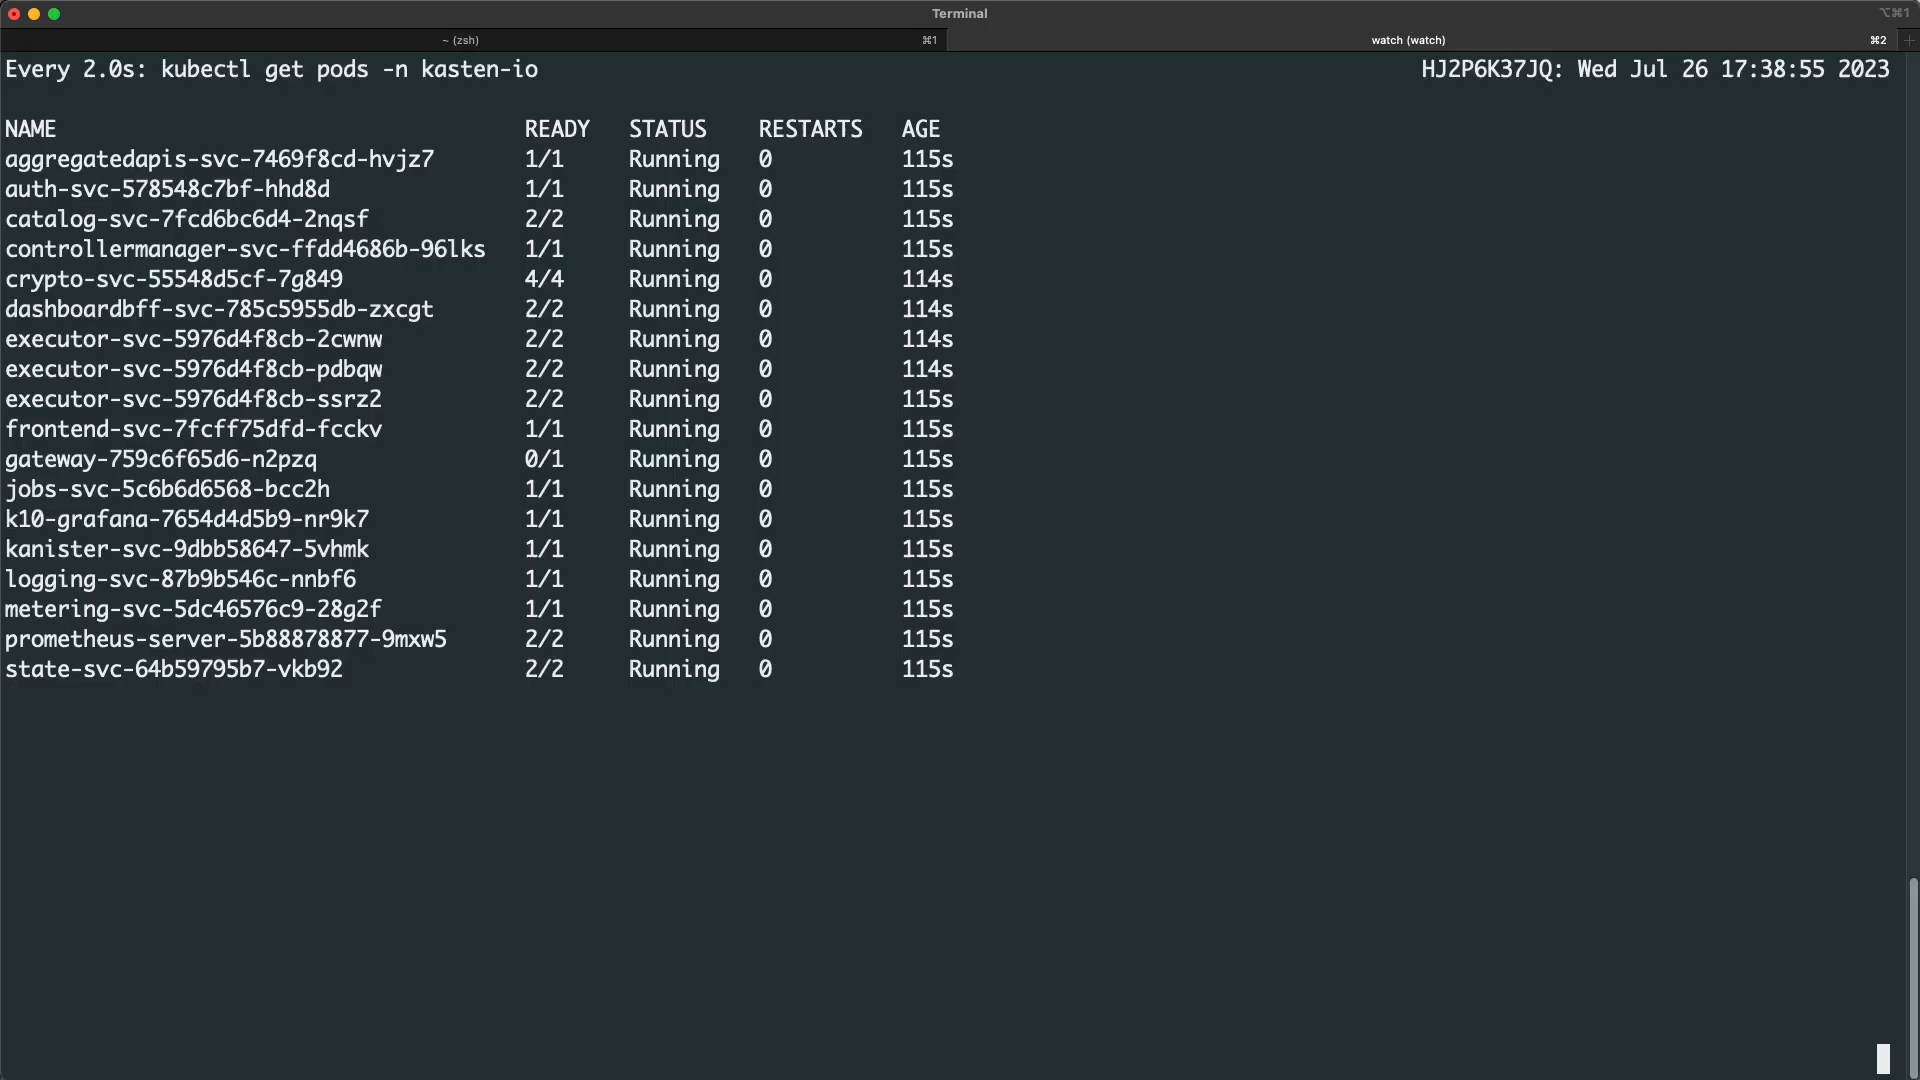 Terminal
⌥⌘1
~ (zsh) ⌘1 watch (watch) ⌘2 +
Every 2.0s: kubectl get pods -n kasten-io HJ2P6K37JQ: Wed Jul 26 17:38:55 2023
NAME READY STATUS RESTARTS AGE
aggregatedapis-svc-7469f8cd-hvjz7 1/1 Running 0 115s
auth-svc-578548c7bf-hhd8d 1/1 Running 0 115s
catalog-svc-7fcd6bc6d4-2nqsf 2/2 Running 0 115s
controllermanager-svc-ffdd4686b-96lks 1/1 Running 0 115s
crypto-svc-55548d5cf-7g849 4/4 Running 0 114s
dashboardbff-svc-785c5955db-zxcgt 2/2 Running 0 114s
executor-svc-5976d4f8cb-2cwnw 2/2 Running 0 114s
executor-svc-5976d4f8cb-pdbqw 2/2 Running 0 114s
executor-svc-5976d4f8cb-ssrz2 2/2 Running 0 115s
frontend-svc-7fcff75dfd-fcckv 1/1 Running 0 115s
gateway-759c6f65d6-n2pzq 0/1 Running 0 115s
jobs-svc-5c6b6d6568-bcc2h 1/1 Running 0 115s
k10-grafana-7654d4d5b9-nr9k7 1/1 Running 0 115s
kanister-svc-9dbb58647-5vhmk 1/1 Running 0 115s
logging-svc-87b9b546c-nnbf6 1/1 Running 0 115s
metering-svc-5dc46576c9-28g2f 1/1 Running 0 115s
prometheus-server-5b88878877-9mxw5 2/2 Running 0 115s
state-svc-64b59795b7-vkb92 2/2 Running 0 115s